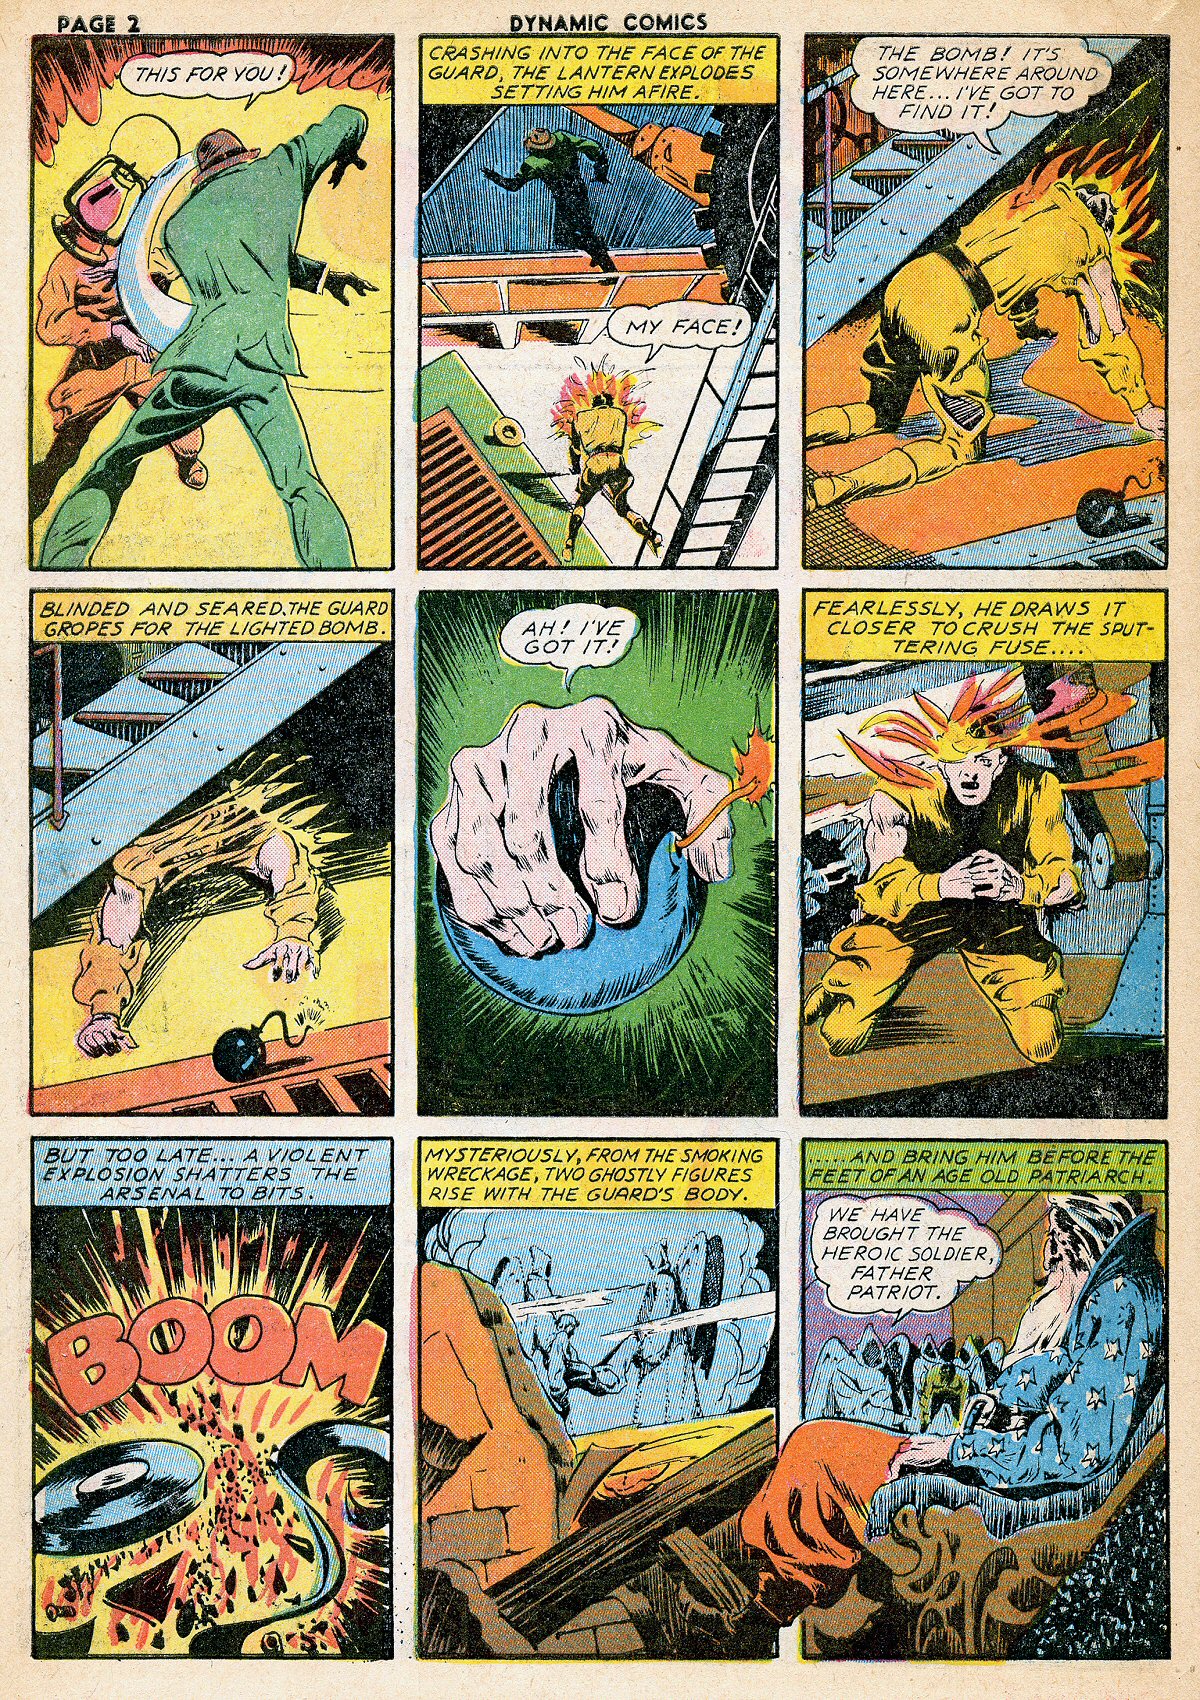 PAGE 2
DYNAMIC COMICS
THIS FOR YOU!
CRASHING INTO THE FACE OF THE
GUARD, THE LANTERN EXPLODES
SETTING HIM AFIRE.
MY FACE!
THE BOMB! IT'S
SOMEWHERE AROUND
HERE... I'VE GOT TO
FIND IT!
BLINDED AND SEARED, THE GUARD
GROPES FOR THE LIGHTED BOMB.
AH! I'VE
GOT IT!
FEARLESSLY, HE DRAWS IT
CLOSER TO CRUSH THE SPUT-
TERING FUSE....
BUT TOO LATE... A VIOLENT
EXPLOSION SHATTERS THE
ARSENAL TO BITS.
BOOM
MYSTERIOUSLY, FROM THE SMOKING
WRECKAGE, TWO GHOSTLY FIGURES
RISE WITH THE GUARD'S BODY.
......AND BRING HIM BEFORE THE
FEET OF AN AGE OLD PATRIARCH.
WE HAVE
BROUGHT THE
HEROIC SOLDIER,
FATHER
PATRIOT.